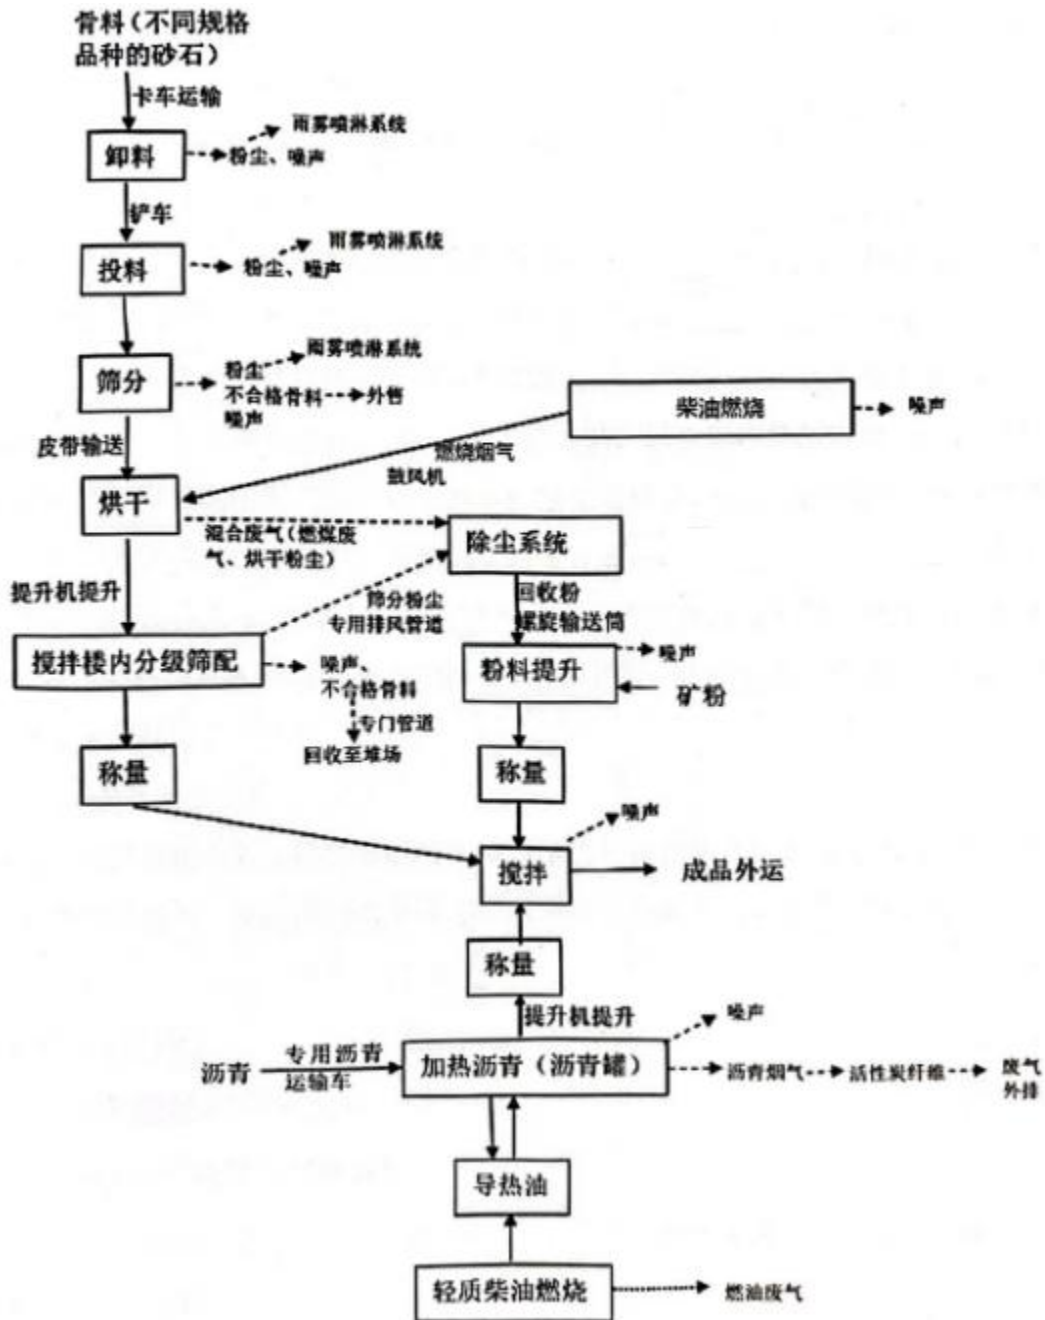 骨料（不同规格
品种的砂石）
卡车运输
雨雾喷淋系统
卸料
粉尘、噪声
铲车
雨雾喷淋系统
投料
粉尘、噪声
雨雾喷淋系统
筛分
粉尘
不合格骨料
外售
噪声
柴油燃烧
噪声
皮带输送
燃烧烟气
鼓风机
烘干
混合废气（燃煤废
气、烘干粉尘）
除尘系统
提升机提升
筛分粉尘
专用排风管道
回收粉
螺旋输送筒
搅拌楼内分级筛配
噪声、
不合格骨料
专门管道
回收至堆场
粉料提升
噪声
矿粉
称量
称量
噪声
搅拌
成品外运
称量
提升机提升
噪声
沥青
专用沥青
运输车
加热沥青（沥青罐）
沥青烟气
活性炭纤维
废气
外排
导热油
轻质柴油燃烧
燃油废气